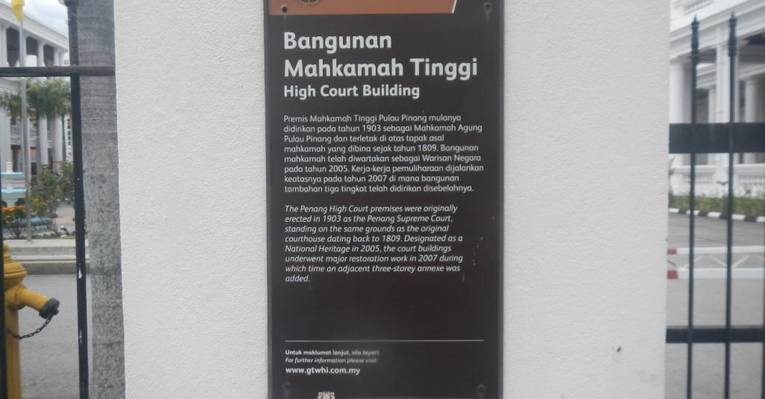 Bangunan
Mahkamah Tinggi
High Court Building
Premis Mahkamah Tinggi Pulau Pinang mulanya
didirikan pada tahun 1903 sebagai Mahkamah Agung
Pulau Pinang dan terletak di atas tapak asal
mahkamah yang dibina sejak tahun 1809. Bangunan
mahkamah telah diwartakan sebagai Warisan Negara
pada tahun 2005. Kerja-kerja pemuliharaan dijalankan
keatasnya pada tahun 2007 di mana bangunan
tambahan tiga tingkat telah didirikan disebelahnya.
The Penang High Court premises were originally
erected in 1903 as the Penang Supreme Court,
standing on the same grounds as the original
courthouse dating back to 1809. Designated as a
National Heritage in 2005, the court buildings
underwent major restoration work in 2007 during
which time an adjacent three-storey annexe was
added.
Untuk maklumat lanjut, sila layari
For further information please visit
www.gtwhi.com.my